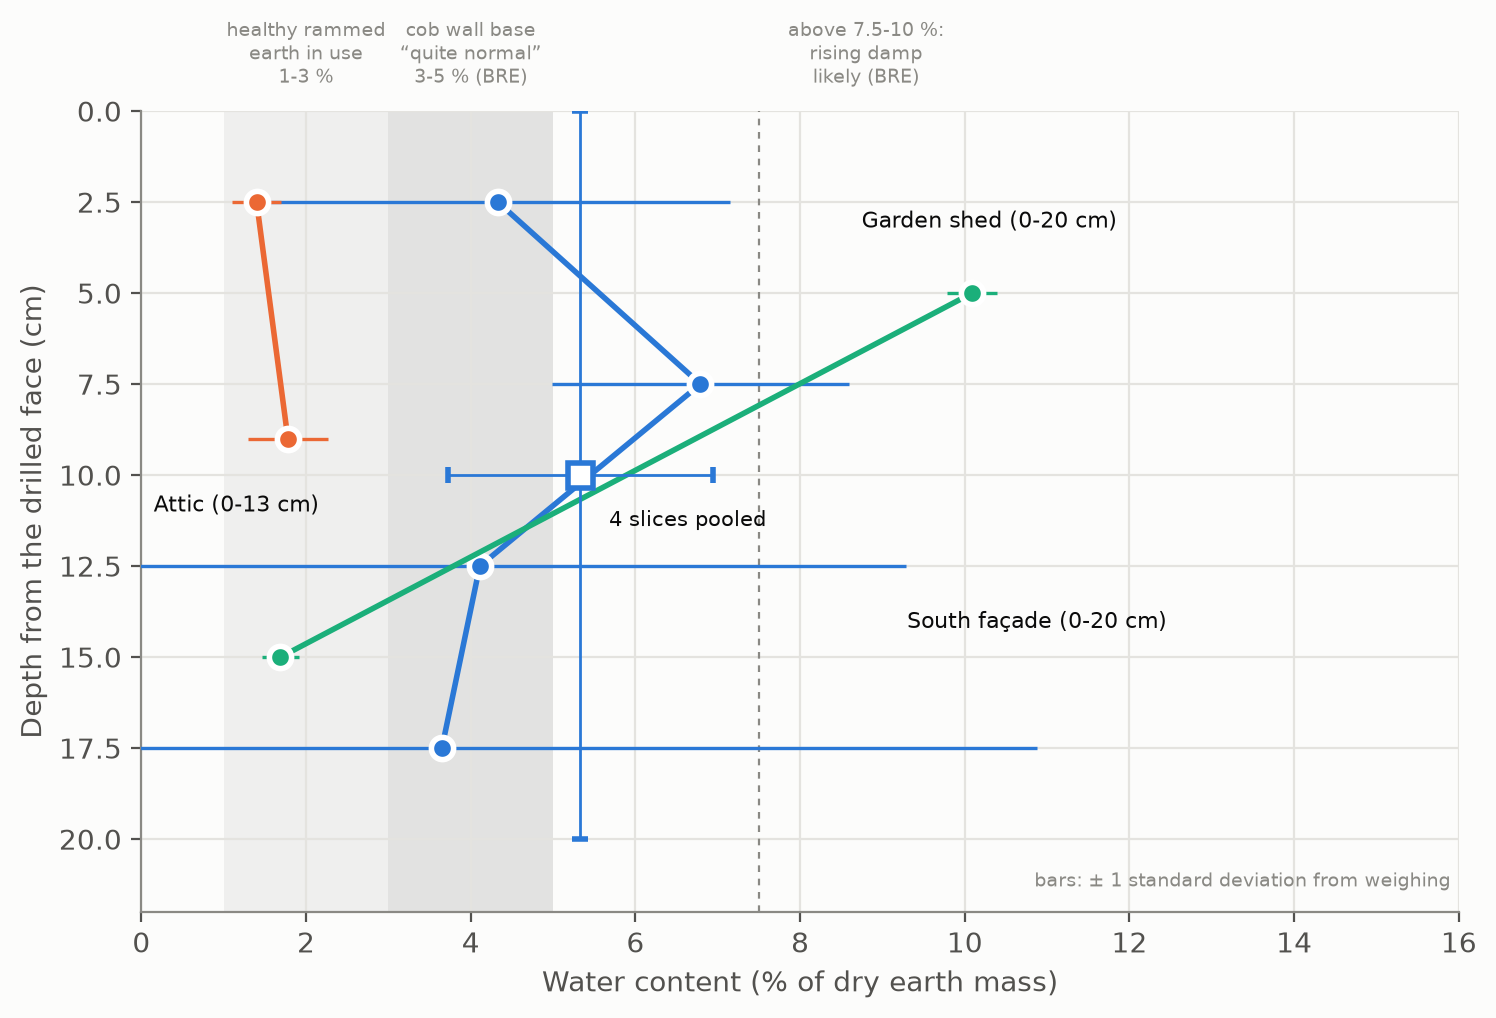 healthy rammed
earth in use
1-3 %
cob wall base
“quite normal”
3-5 % (BRE)
above 7.5-10 %:
rising damp
likely (BRE)
Depth from the drilled face (cm)
0.0
2.5
5.0
7.5
10.0
12.5
15.0
17.5
20.0
Garden shed (0-20 cm)
Attic (0-13 cm)
4 slices pooled
South façade (0-20 cm)
bars: ± 1 standard deviation from weighing
0
2
4
6
8
10
12
14
16
Water content (% of dry earth mass)